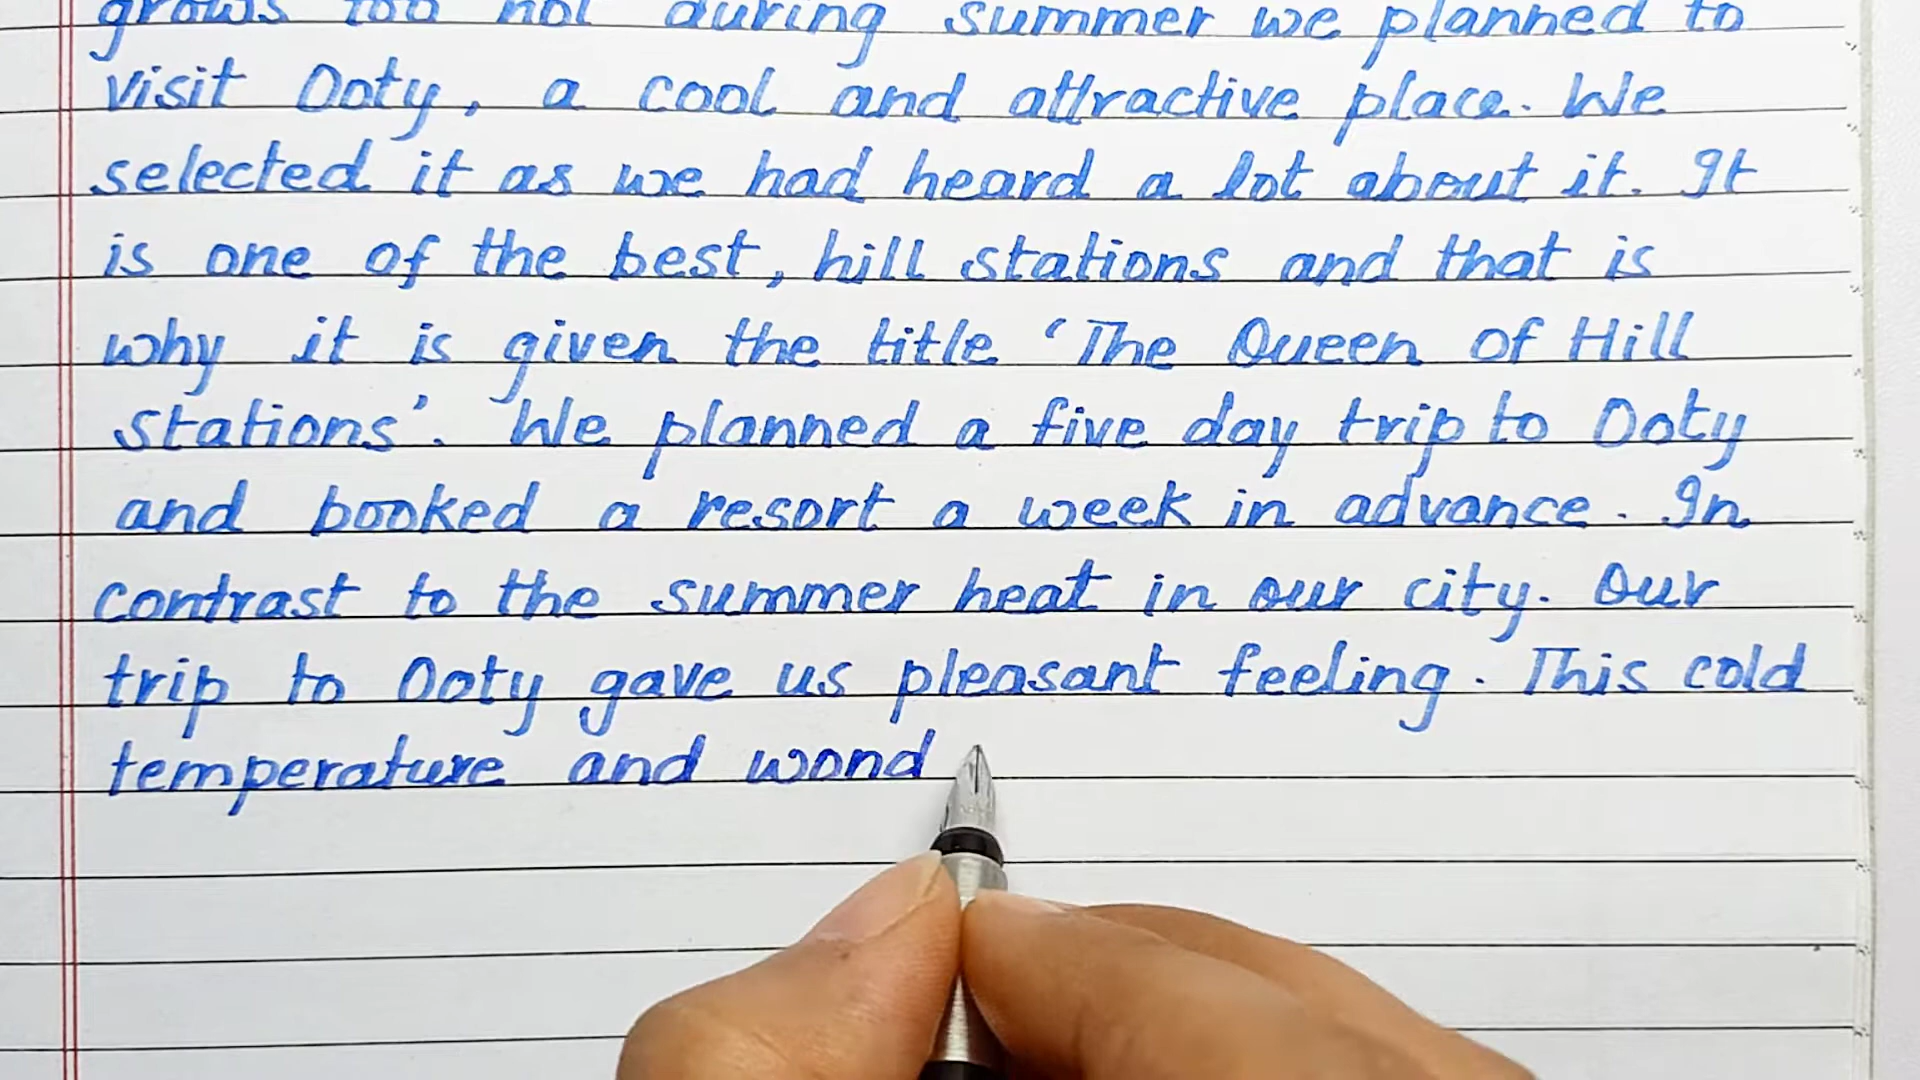 grows too hot during summer we planned to
visit Ooty, a cool and attractive place. We
selected it as we had heard a lot about it. It
is one of the best, hill stations and that is
why it is given the title ‘The Queen of Hill
Stations’. We planned a five day trip to Ooty
and booked a resort a week in advance. In
contrast to the summer heat in our city. Our
trip to Ooty gave us pleasant feeling. This cold
temperature and wond